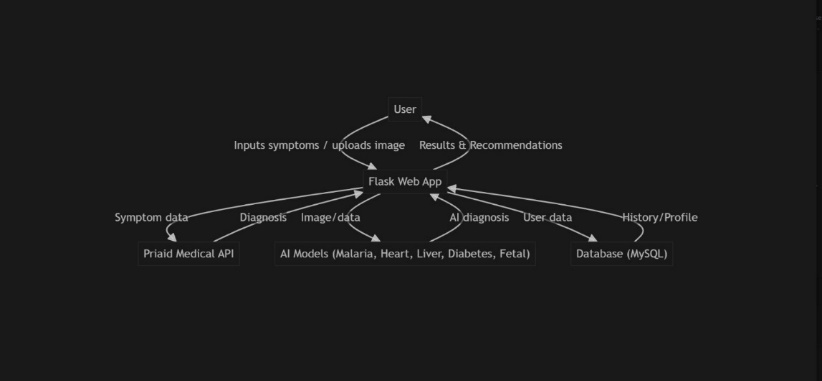 User
Inputs symptoms / uploads image
Results & Recommendations
Flask Web App
Symptom data
Diagnosis
Image/data
AI diagnosis
User data
History/Profile
Priaid Medical API
AI Models (Malaria, Heart, Liver, Diabetes, Fetal)
Database (MySQL)